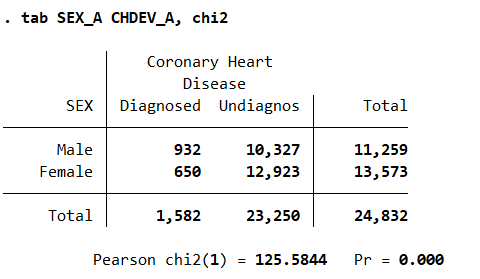 . tab SEX_A CHDEV_A, chi2
Coronary Heart
Disease
SEX Diagnosed Undiagnos Total
Male 932 10,327 11,259
Female 650 12,923 13,573
Total 1,582 23,250 24,832
Pearson chi2(1) = 125.5844 Pr = 0.000